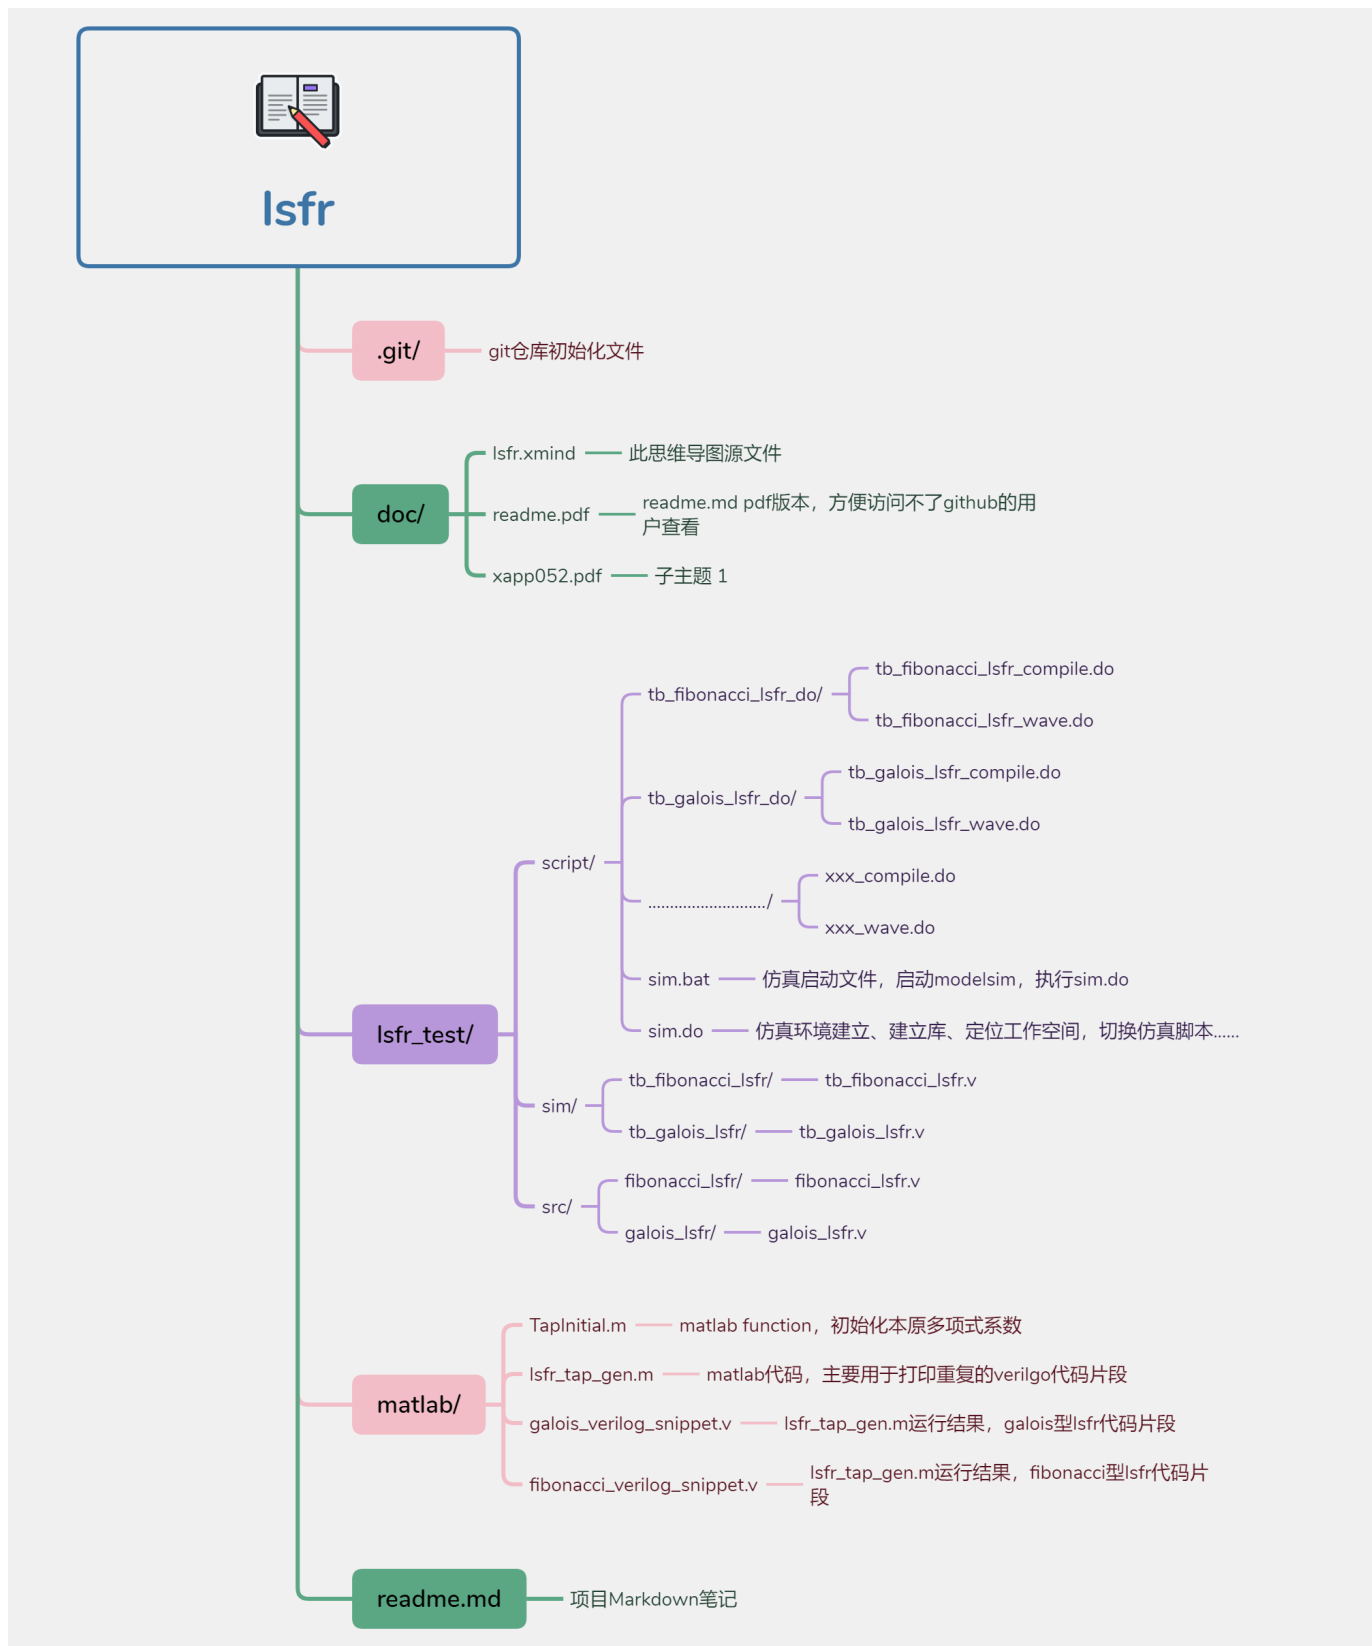 lsfr
.git/
git仓库初始化文件
doc/
lsfr.xmind
此思维导图源文件
readme.pdf
readme.md pdf版本，方便访问不了github的用
户查看
xapp052.pdf
子主题 1
lsfr_test/
script/
tb_fibonacci_lsfr_do/
tb_fibonacci_lsfr_compile.do
tb_fibonacci_lsfr_wave.do
tb_galois_lsfr_do/
tb_galois_lsfr_compile.do
tb_galois_lsfr_wave.do
.........................../
xxx_compile.do
xxx_wave.do
sim.bat
仿真启动文件，启动modelsim，执行sim.do
sim.do
仿真环境建立、建立库、定位工作空间，切换仿真脚本......
sim/
tb_fibonacci_lsfr/
tb_fibonacci_lsfr.v
tb_galois_lsfr/
tb_galois_lsfr.v
src/
fibonacci_lsfr/
fibonacci_lsfr.v
galois_lsfr/
galois_lsfr.v
matlab/
TapInitial.m
matlab function，初始化本原多项式系数
lsfr_tap_gen.m
matlab代码，主要用于打印重复的verilgo代码片段
galois_verilog_snippet.v
lsfr_tap_gen.m运行结果，galois型lsfr代码片段
fibonacci_verilog_snippet.v
lsfr_tap_gen.m运行结果，fibonacci型lsfr代码片
段
readme.md
项目Markdown笔记